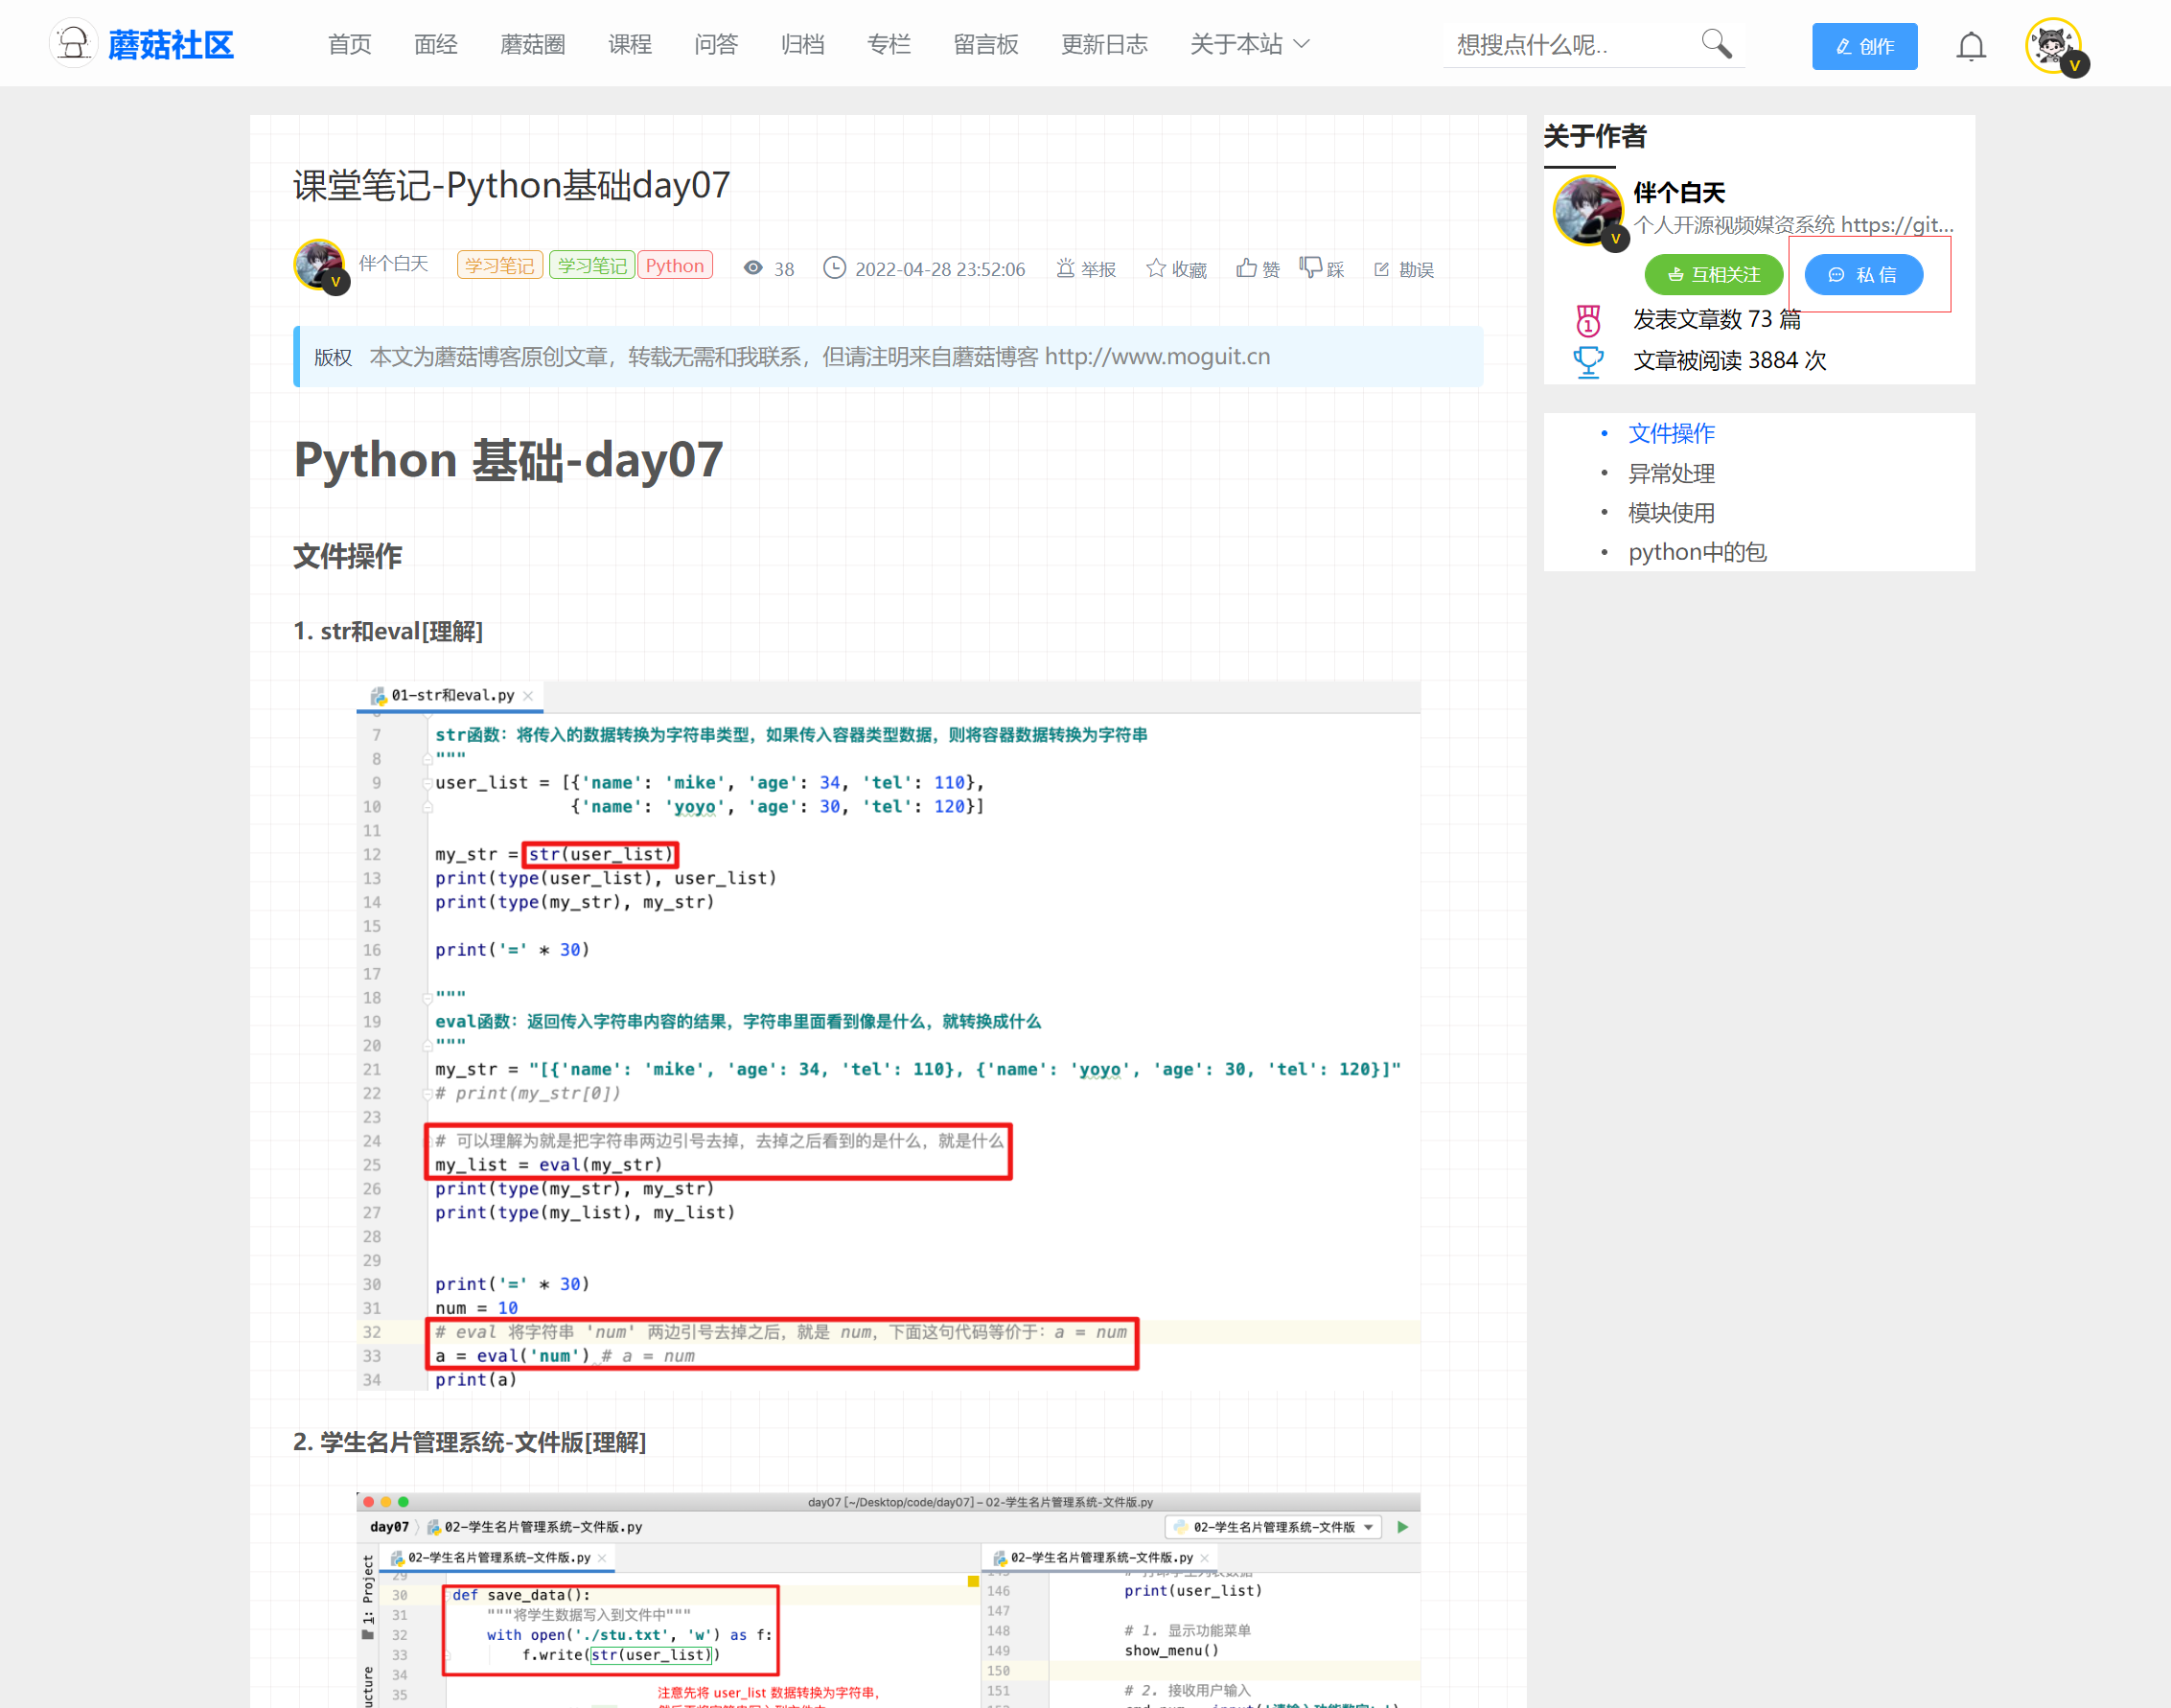 蘑菇社区 首页 面经 蘑菇圈 课程 问答 归档 专栏 留言板 更新日志 关于本站 想搜点什么呢.. 创作
V
课堂笔记-Python基础day07
伴个白天 学习笔记 学习笔记 Python 38 2022-04-28 23:52:06 举报 收藏 赞 踩 勘误
V
版权 本文为蘑菇博客原创文章，转载无需和我联系，但请注明来自蘑菇博客 http://www.moguit.cn
Python 基础-day07
文件操作
1. str和eval[理解]
01-str和eval.py
7 str函数：将传入的数据转换为字符串类型，如果传入容器类型数据，则将容器数据转换为字符串
8 """
9 user_list = [{'name': 'mike', 'age': 34, 'tel': 110},
10 {'name': 'yoyo', 'age': 30, 'tel': 120}]
11
12 my_str = str(user_list)
13 print(type(user_list), user_list)
14 print(type(my_str), my_str)
15
16 print('=' * 30)
17
18 """
19 eval函数：返回传入字符串内容的结果，字符串里面看到像是什么，就转换成什么
20 """
21 my_str = "[{'name': 'mike', 'age': 34, 'tel': 110}, {'name': 'yoyo', 'age': 30, 'tel': 120}]"
22 # print(my_str[0])
23
24 # 可以理解为就是把字符串两边引号去掉，去掉之后看到的是什么，就是什么
25 my_list = eval(my_str)
26 print(type(my_str), my_str)
27 print(type(my_list), my_list)
28
29
30 print('=' * 30)
31 num = 10
32 # eval 将字符串 'num' 两边引号去掉之后，就是 num，下面这句代码等价于：a = num
33 a = eval('num') # a = num
34 print(a)
2. 学生名片管理系统-文件版[理解]
day07 [~/Desktop/code/day07] – 02-学生名片管理系统-文件版.py
day07 02-学生名片管理系统-文件版.py 02-学生名片管理系统-文件版
1: Project
02-学生名片管理系统-文件版.py
29
30 def save_data():
31 """将学生数据写入到文件中"""
32 with open('./stu.txt', 'w') as f:
33 f.write(str(user_list))
34
35 注意先将 user_list 数据转换为字符串，
02-学生名片管理系统-文件版.py
146 print(user_list)
147
148 # 1. 显示功能菜单
149 show_menu()
150
151 # 2. 接收用户输入
关于作者
伴个白天
个人开源视频媒资系统 https://git...
V
互相关注 私 信
发表文章数 73 篇
文章被阅读 3884 次
• 文件操作
• 异常处理
• 模块使用
• python中的包